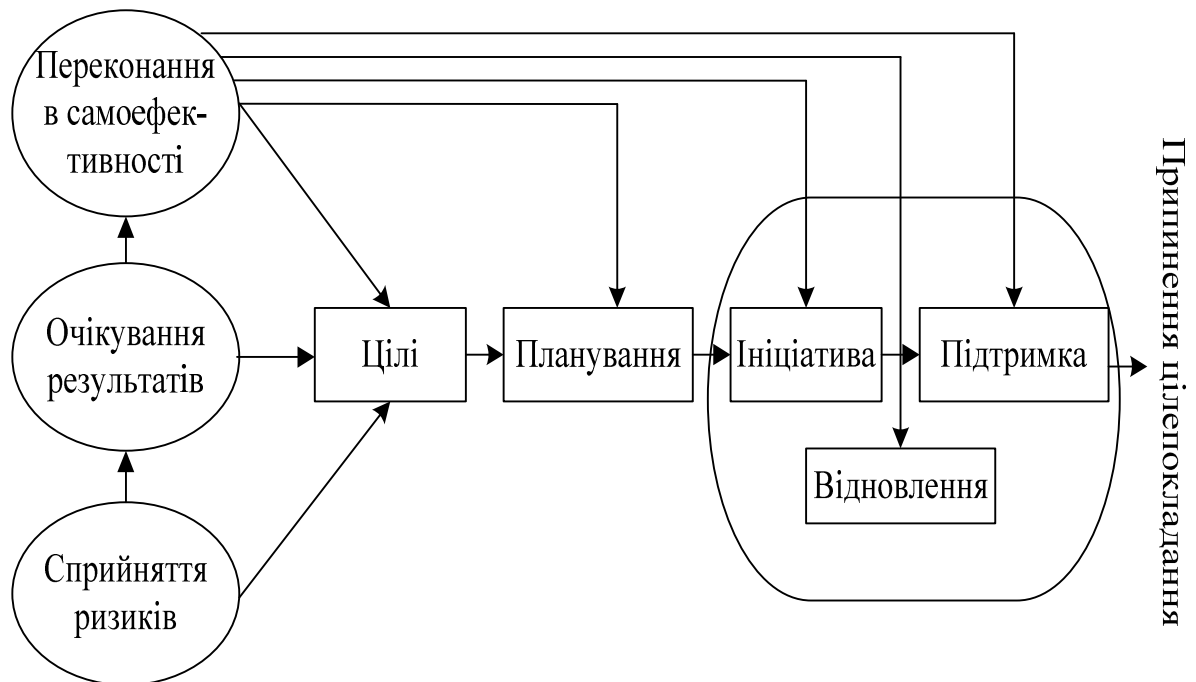 Переконання
в самоефек-
тивності
Очікування
результатів
Сприйняття
ризиків
Цілі
Планування
Ініціатива
Підтримка
Відновлення
Припинення цілепокладання